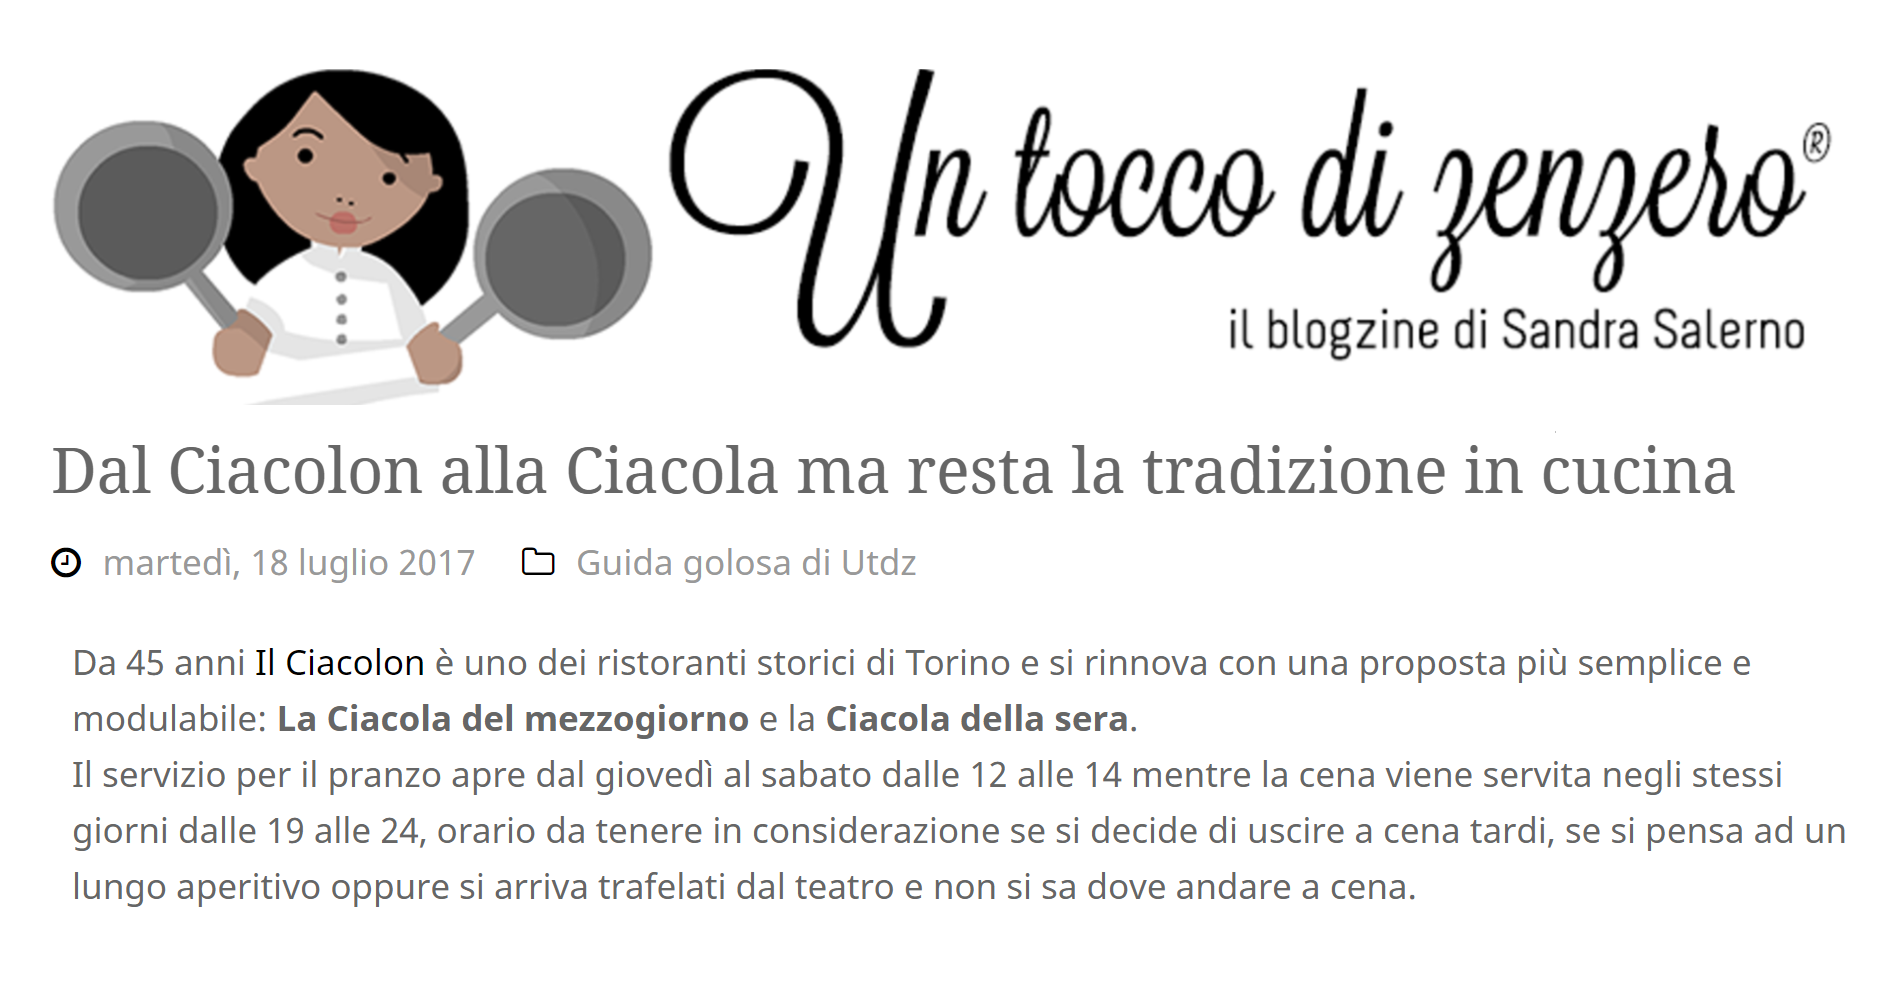 Un tocco di zenzero®
il blogzine di Sandra Salerno
Dal Ciacolon alla Ciacola ma resta la tradizione in cucina
martedì, 18 luglio 2017 Guida golosa di Utdz
Da 45 anni Il Ciacolon è uno dei ristoranti storici di Torino e si rinnova con una proposta più semplice e
modulabile: La Ciacola del mezzogiorno e la Ciacola della sera.
Il servizio per il pranzo apre dal giovedì al sabato dalle 12 alle 14 mentre la cena viene servita negli stessi
giorni dalle 19 alle 24, orario da tenere in considerazione se si decide di uscire a cena tardi, se si pensa ad un
lungo aperitivo oppure si arriva trafelati dal teatro e non si sa dove andare a cena.